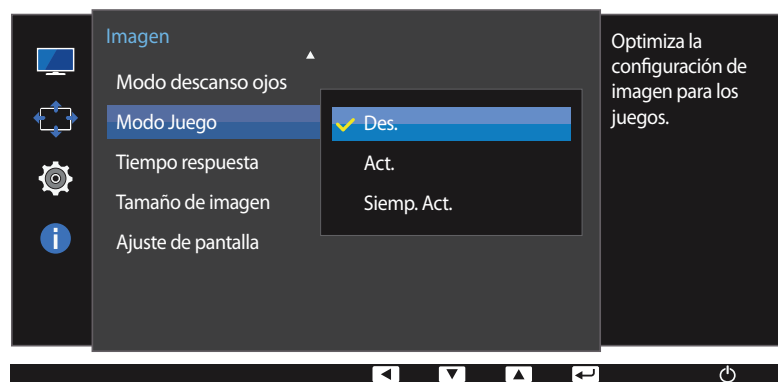 Imagen
Modo descanso ojos
Modo Juego
Tiempo respuesta
Tamaño de imagen
Ajuste de pantalla
Des.
Act.
Siemp. Act.
Optimiza la
configuración de
imagen para los
juegos.